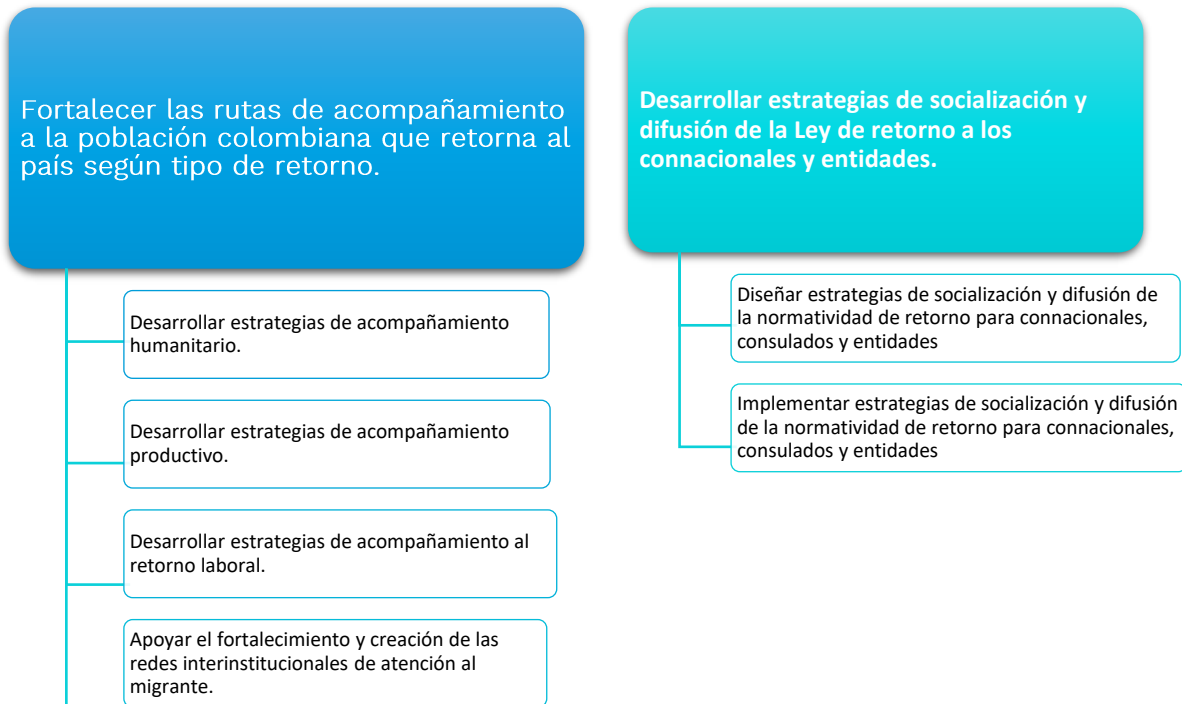 Fortalecer las rutas de acompañamiento
a la población colombiana que retorna al
país según tipo de retorno.
Desarrollar estrategias de acompañamiento
humanitario.
Desarrollar estrategias de acompañamiento
productivo.
Desarrollar estrategias de acompañamiento al
retorno laboral.
Apoyar el fortalecimiento y creación de las
redes interinstitucionales de atención al
migrante.
Desarrollar estrategias de socialización y
difusión de la Ley de retorno a los
connacionales y entidades.
Diseñar estrategias de socialización y difusión de
la normatividad de retorno para connacionales,
consulados y entidades
Implementar estrategias de socialización y difusión
de la normatividad de retorno para connacionales,
consulados y entidades